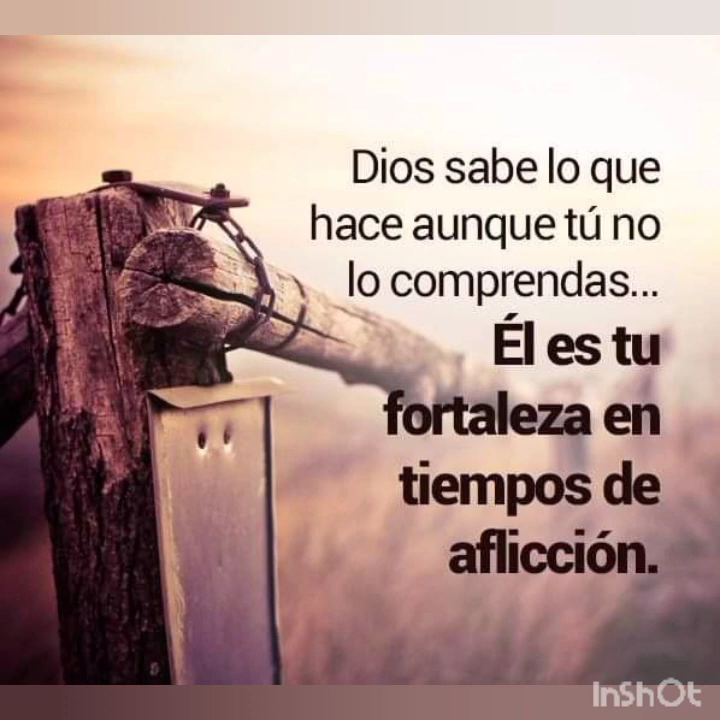 Dios sabe lo que
hace aunque tú no
lo comprendas...
Él es tu
fortaleza en
tiempos de
aflicción.
InShOt